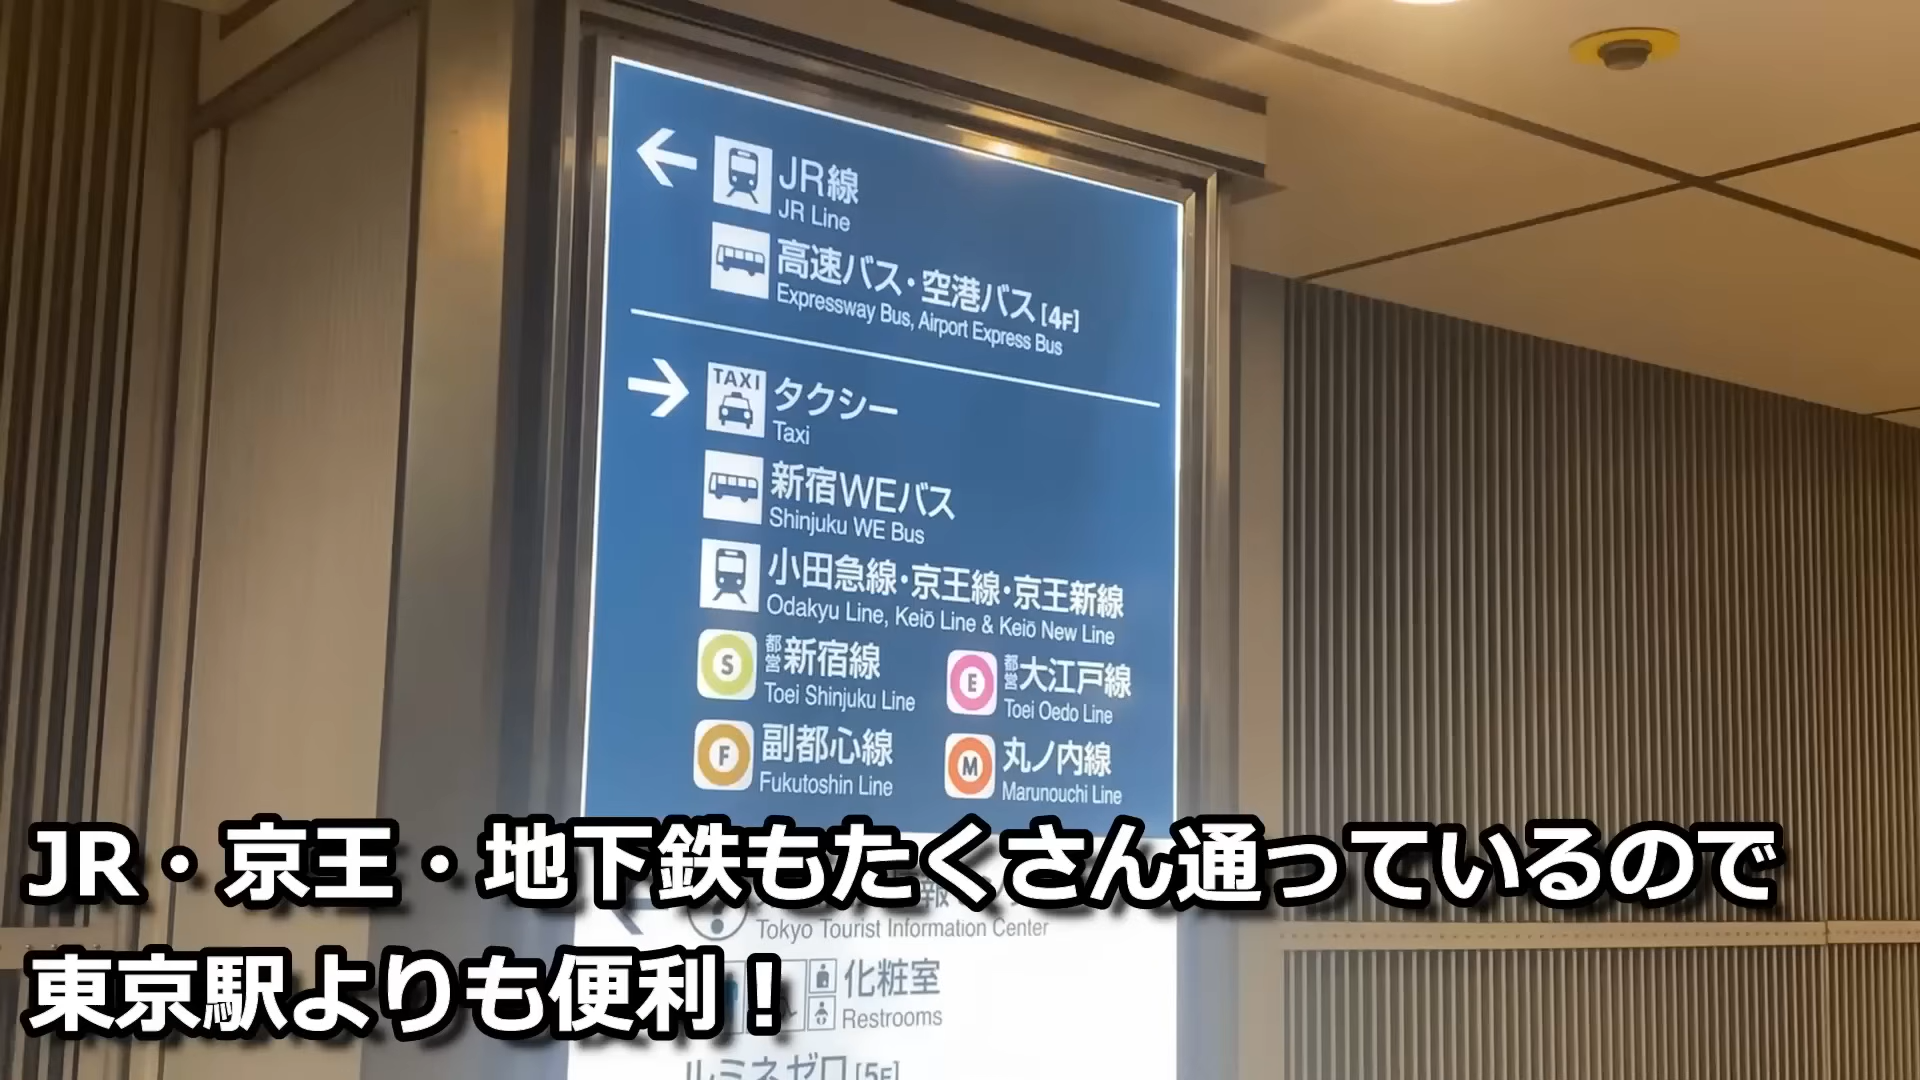 JR線
JR Line
高速バス・空港バス[4F]
Expressway Bus, Airport Express Bus
TAXI
タクシー
Taxi
新宿WEバス
Shinjuku WE Bus
小田急線・京王線・京王新線
Odakyu Line, Keiō Line & Keiō New Line
S 都営新宿線 E 都営大江戸線
Toei Shinjuku Line Toei Oedo Line
F 副都心線 M 丸ノ内線
Fukutoshin Line Marunouchi Line
JR・京王・地下鉄もたくさん通っているので
Tokyo Tourist Information Center
東京駅よりも便利！
化粧室
Restrooms
ルミネゼロ[5F]